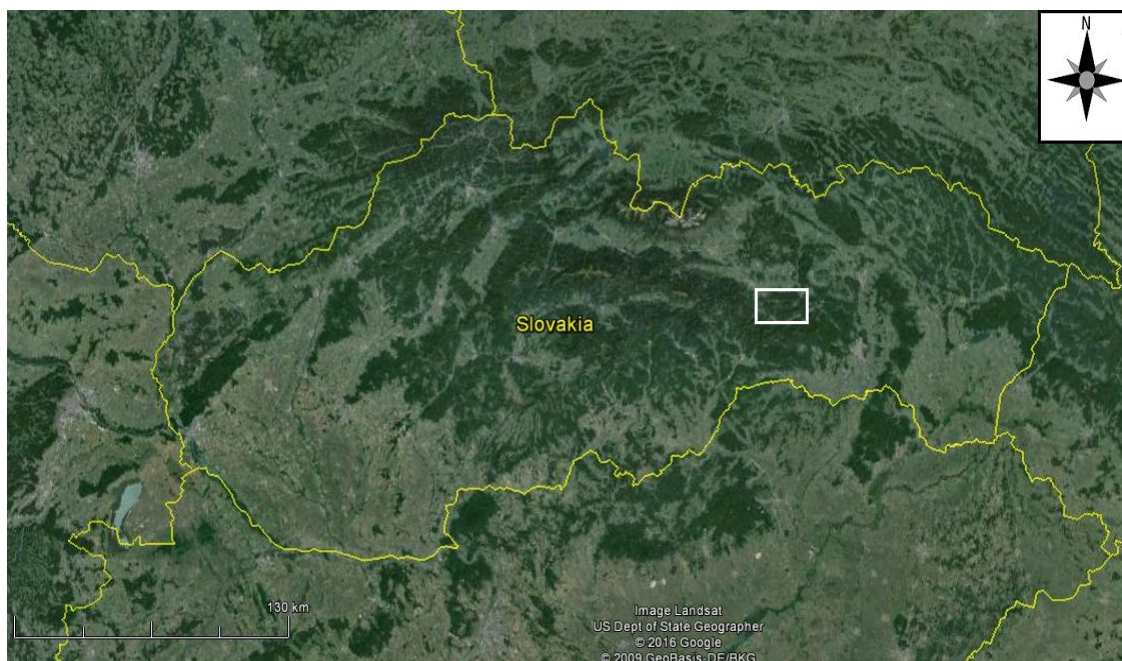 N
Slovakia
130 km
Image Landsat
US Dept of State Geographer
© 2016 Google
© 2009 GeoBasis-DE/BKG